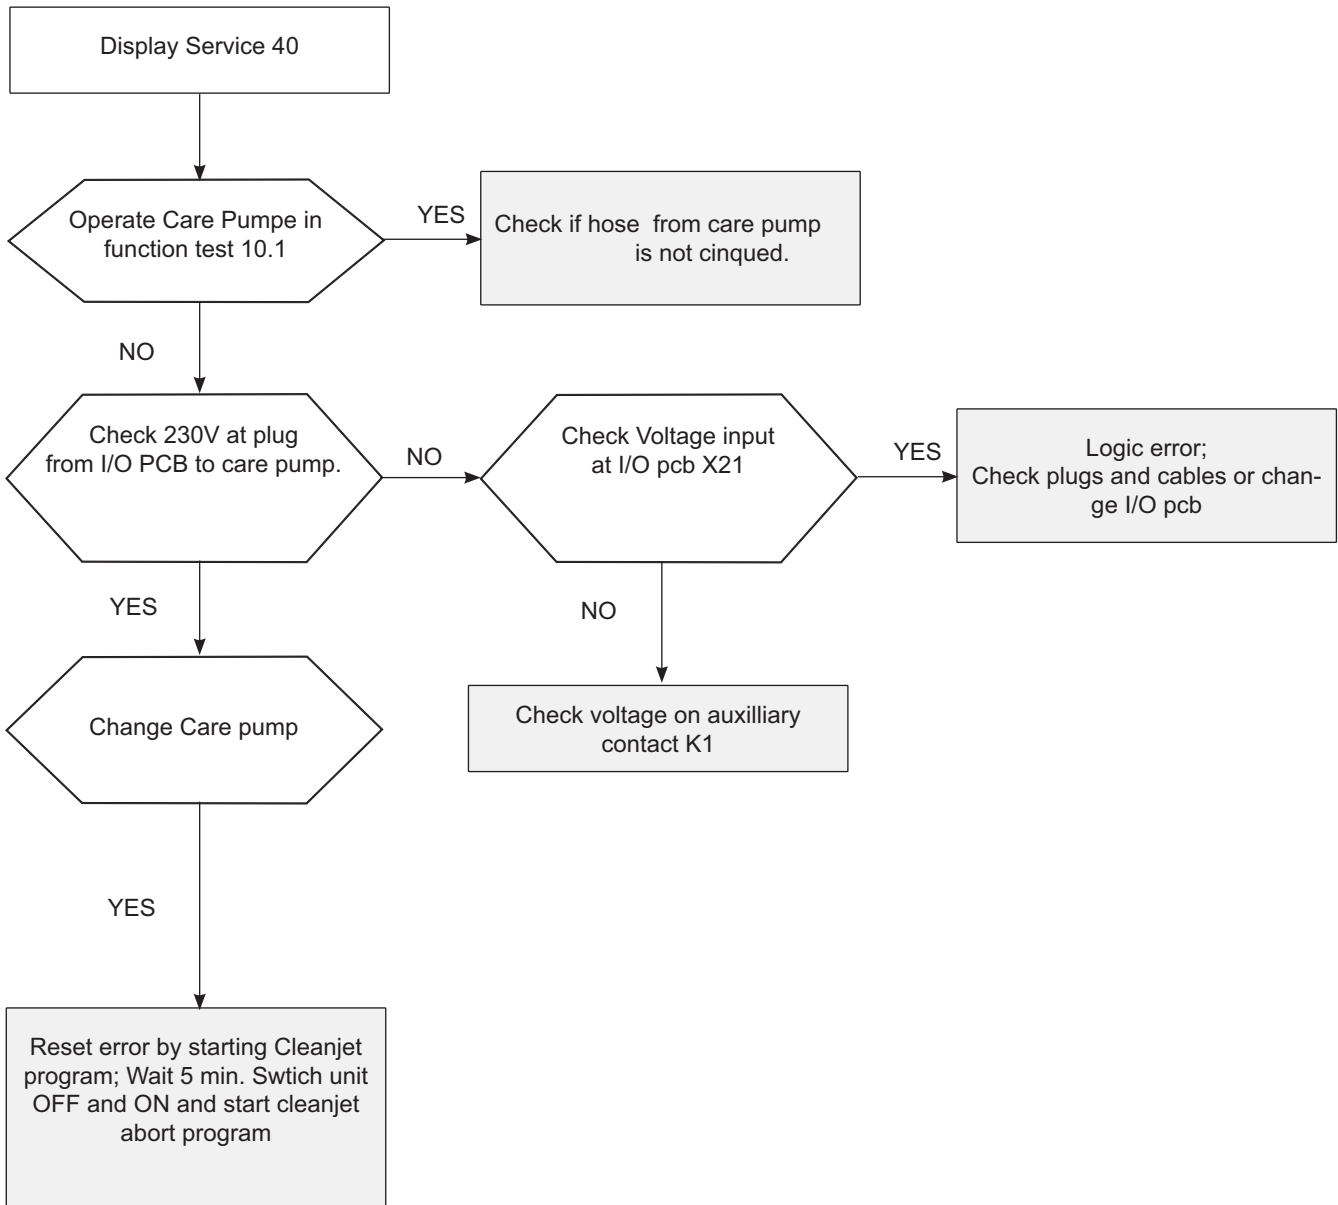 Display Service 40
Operate Care Pumpe in
function test 10.1
YES
Check if hose  from care pump
is not cinqued.
NO
Check 230V at plug
from I/O PCB to care pump.
NO
Check Voltage input
at I/O pcb X21
YES
Logic error;
Check plugs and cables or chan-
ge I/O pcb
YES
NO
Change Care pump
Check voltage on auxilliary
contact K1
YES
Reset error by starting Cleanjet
program; Wait 5 min. Swtich unit
OFF and ON and start cleanjet
abort program